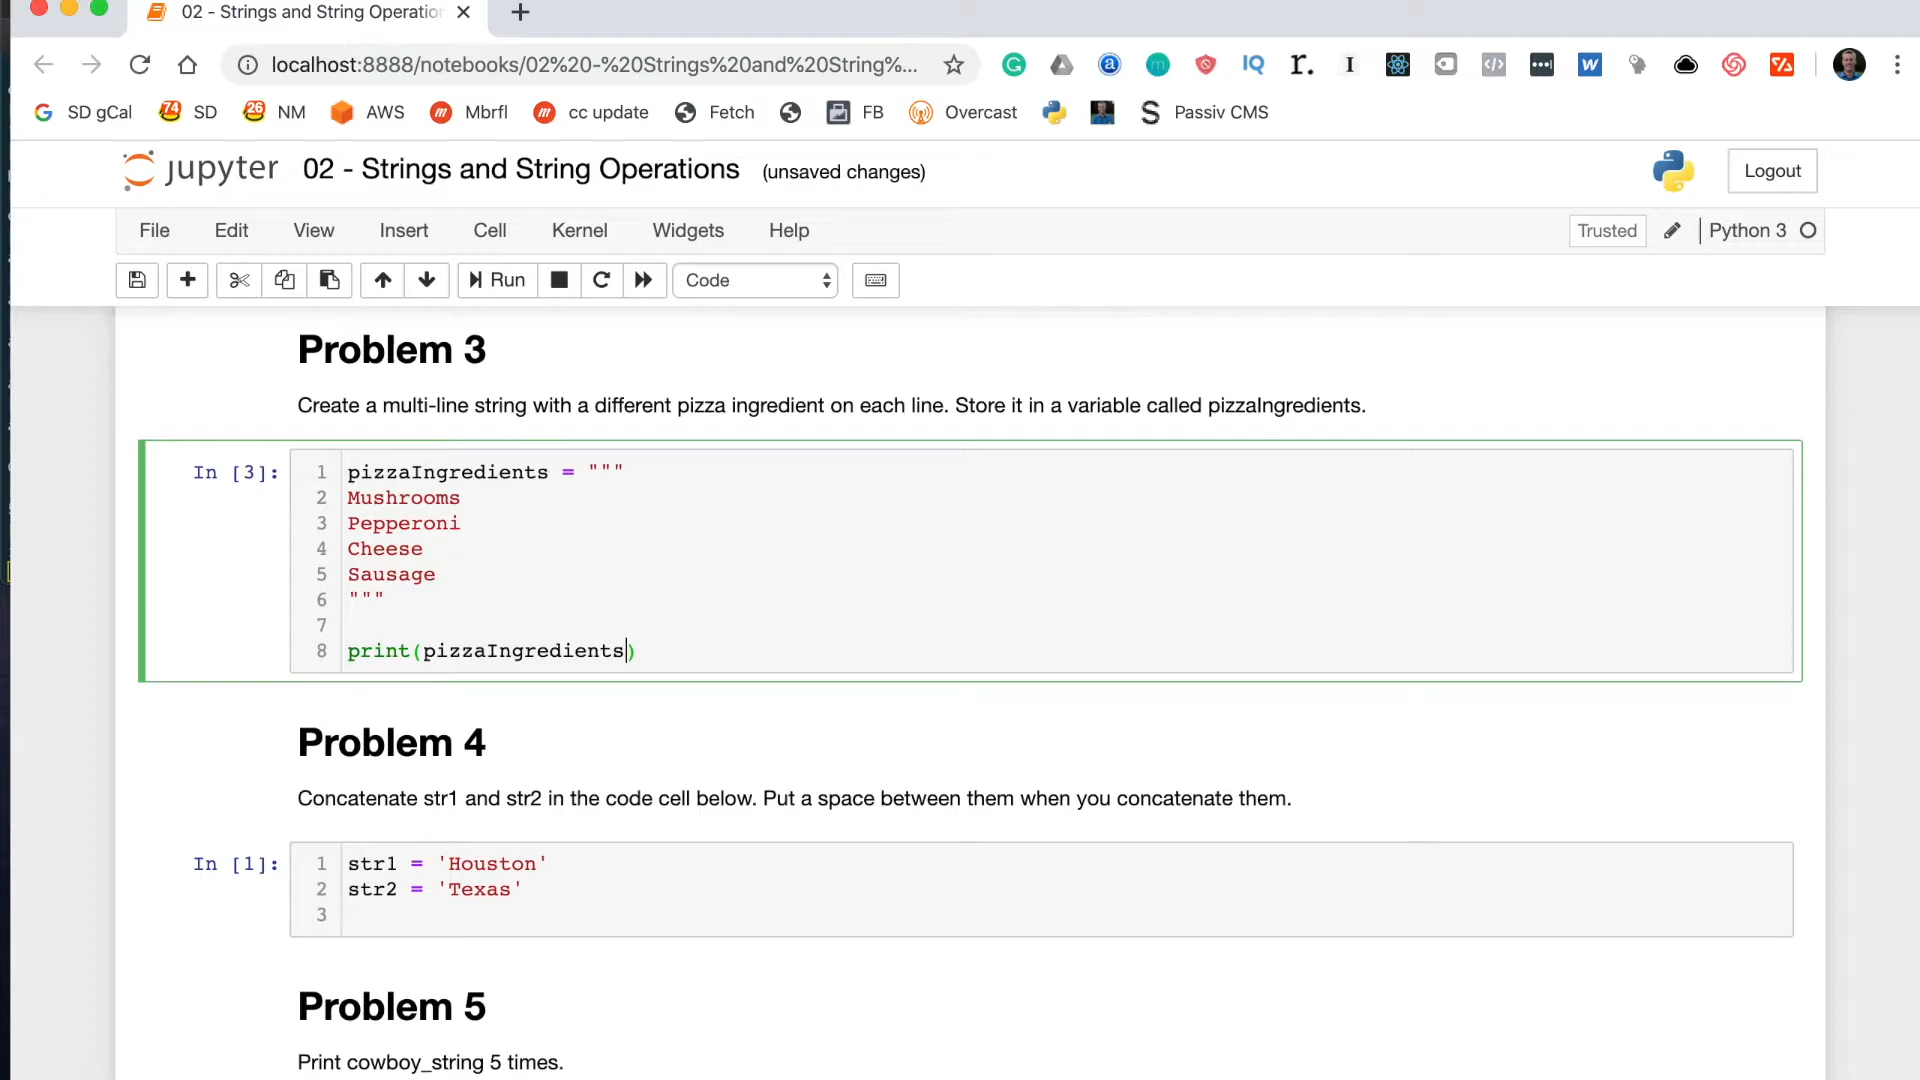 02 - Strings and String Operation
localhost:8888/notebooks/02%20-%20Strings%20and%20String%...
SD gCal 74 SD 26 NM AWS Mbrfl cc update Fetch FB Overcast Passiv CMS
jupyter 02 - Strings and String Operations (unsaved changes) Logout
File Edit View Insert Cell Kernel Widgets Help Trusted Python 3
Run Code
Problem 3
Create a multi-line string with a different pizza ingredient on each line. Store it in a variable called pizzaIngredients.
In [3]:
1 pizzaIngredients = """
2 Mushrooms
3 Pepperoni
4 Cheese
5 Sausage
6 """
7
8 print(pizzaIngredients)
Problem 4
Concatenate str1 and str2 in the code cell below. Put a space between them when you concatenate them.
In [1]:
1 str1 = 'Houston'
2 str2 = 'Texas'
3
Problem 5
Print cowboy_string 5 times.